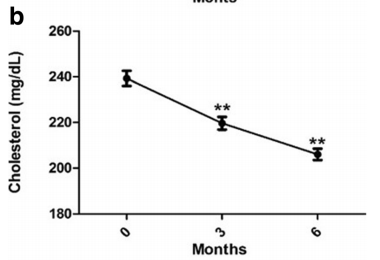 Months
b
260
240
220
200
180
Cholesterol (mg/dL)
**
**
0
3
6
Months